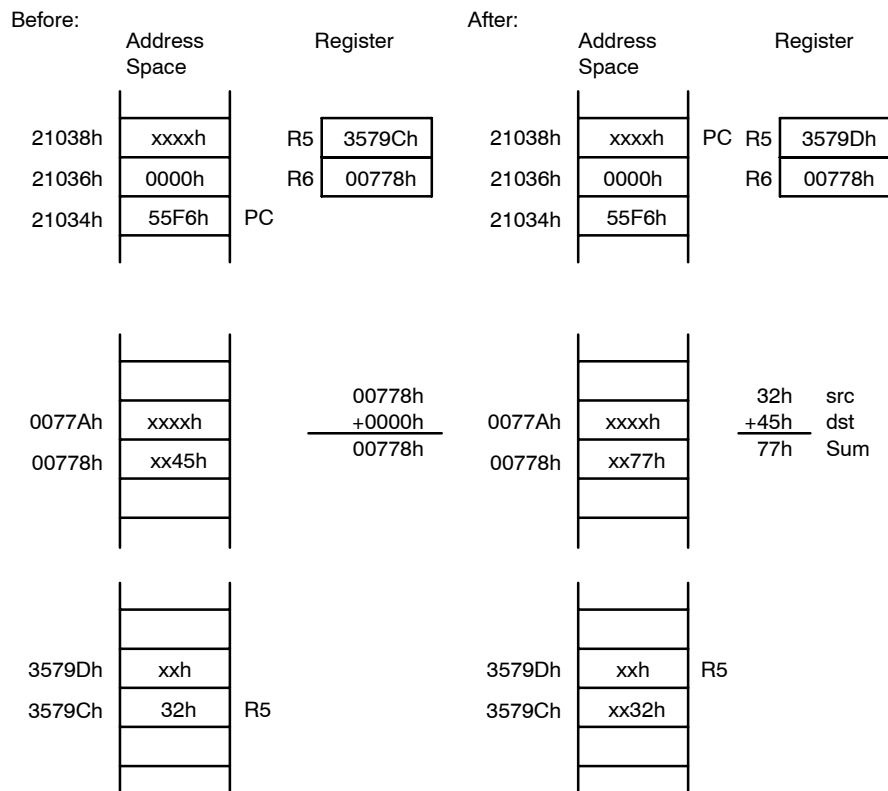 Before:
Address Space
Register
21038h xxxxh R5 3579Ch
21036h 0000h R6 00778h
21034h 55F6h PC
00778h
0077Ah xxxxh +0000h
00778h xx45h 00778h
3579Dh xxh
3579Ch 32h R5
After:
Address Space
Register
21038h xxxxh PC R5 3579Dh
21036h 0000h R6 00778h
21034h 55F6h
32h src
0077Ah xxxxh +45h dst
00778h xx77h 77h Sum
3579Dh xxh R5
3579Ch xx32h